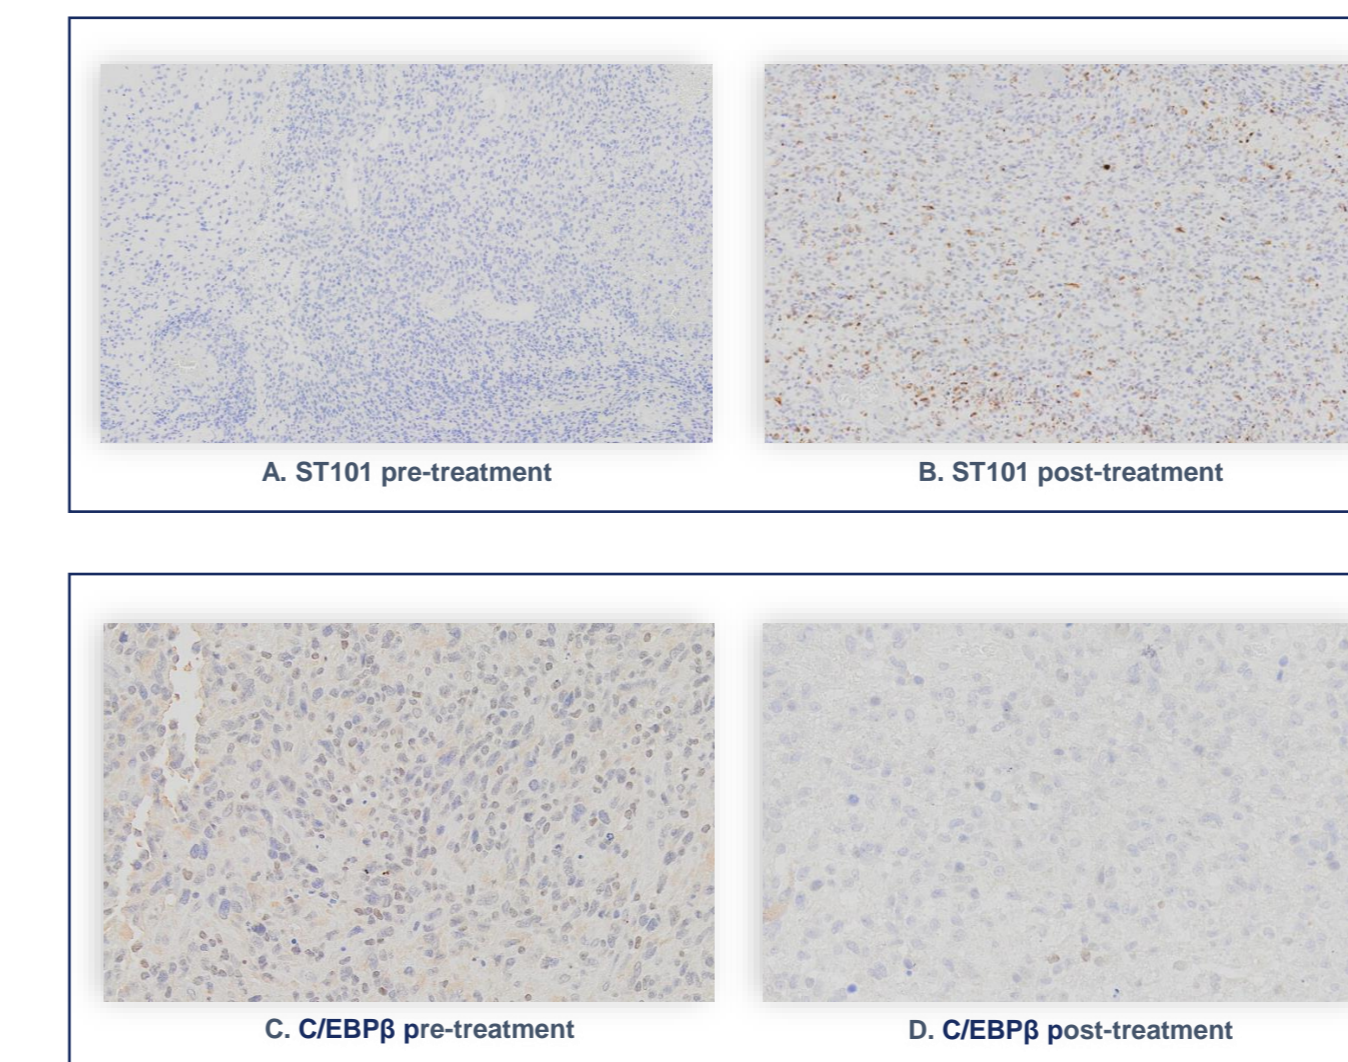 A. ST101 pre-treatment
B. ST101 post-treatment
C. C/EBPβ pre-treatment
D. C/EBPβ post-treatment